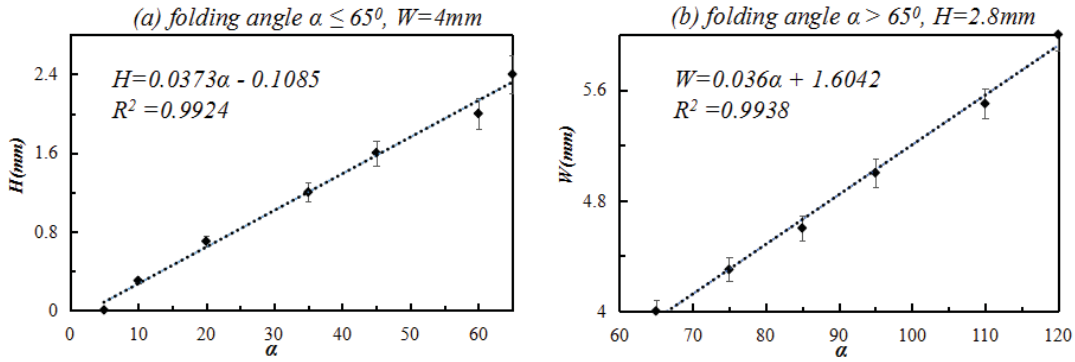 (a) folding angle α ≤ 65⁰, W=4mm
H=0.0373α - 0.1085
R² =0.9924
H(mm)
2.4
1.6
0.8
0
0 10 20 30 40 50 60
α
(b) folding angle α > 65⁰, H=2.8mm
W=0.036α + 1.6042
R² =0.9938
W(mm)
5.6
4.8
4
60 70 80 90 100 110 120
α